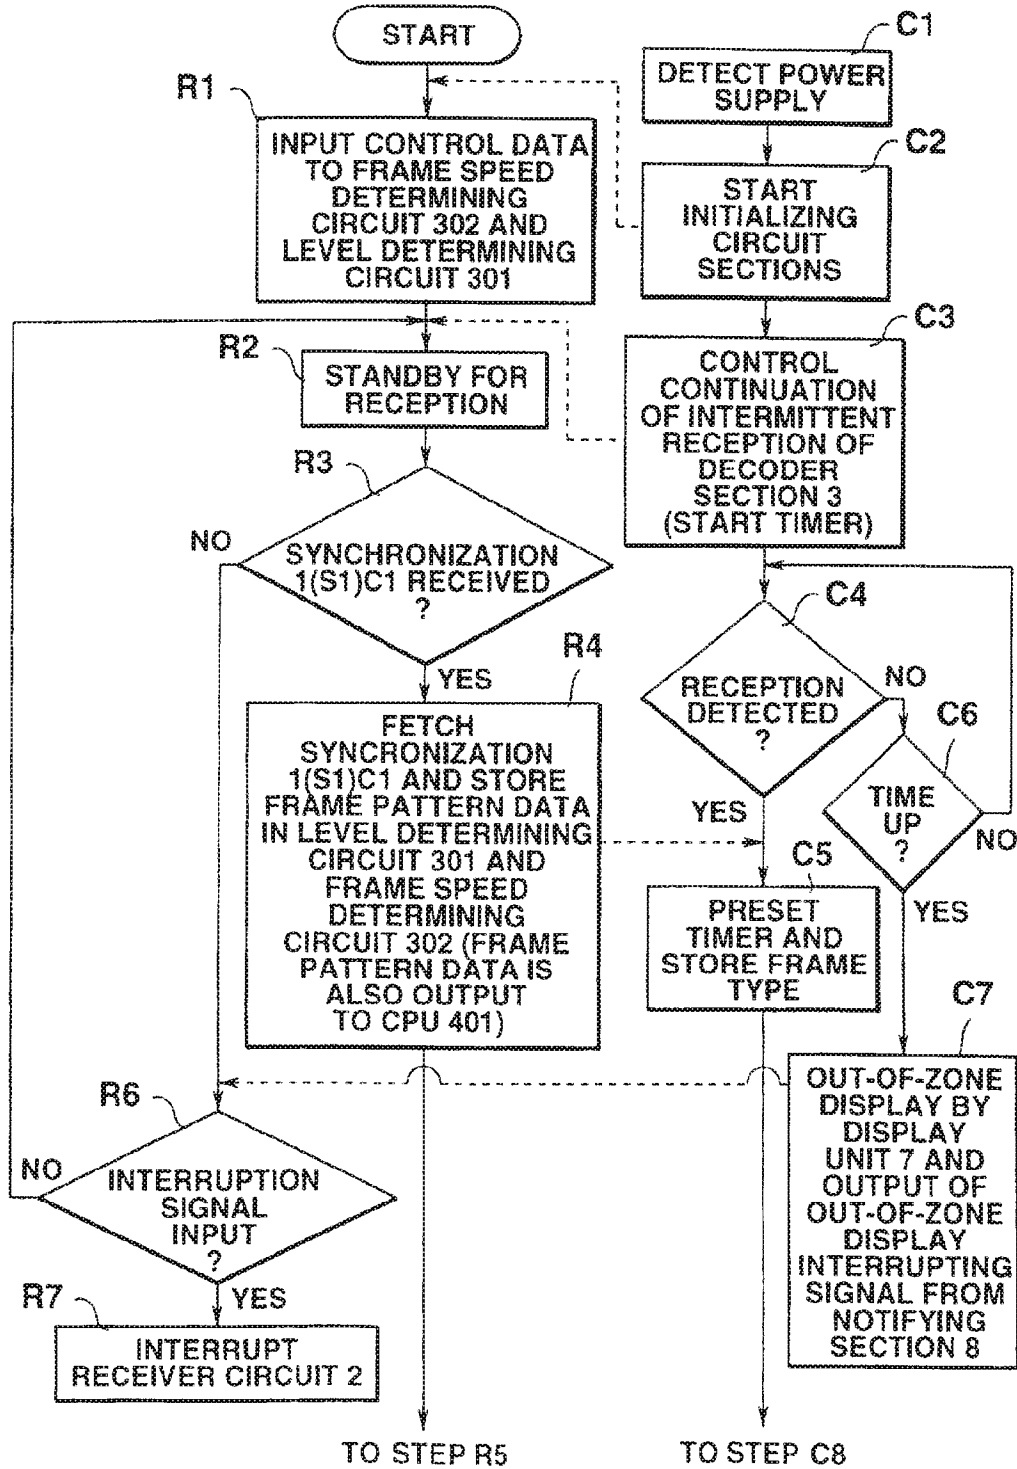 START
R1
INPUT CONTROL DATA
TO FRAME SPEED
DETERMINING
CIRCUIT 302 AND
LEVEL DETERMINING
CIRCUIT 301
R2
STANDBY FOR
RECEPTION
R3
NO
SYNCHRONIZATION
1(S1)C1 RECEIVED
?
YES
R4
FETCH
SYNCRONIZATION
1(S1)C1 AND STORE
FRAME PATTERN DATA
IN LEVEL DETERMINING
CIRCUIT 301 AND
FRAME SPEED
DETERMINING
CIRCUIT 302 (FRAME
PATTERN DATA IS
ALSO OUTPUT
TO CPU 401)
R6
NO
INTERRUPTION
SIGNAL
INPUT
?
YES
R7
INTERRUPT
RECEIVER CIRCUIT 2
TO STEP R5
C1
DETECT POWER
SUPPLY
C2
START
INITIALIZING
CIRCUIT
SECTIONS
C3
CONTROL
CONTINUATION
OF INTERMITTENT
RECEPTION OF
DECODER
SECTION 3
(START TIMER)
C4
RECEPTION
DETECTED
?
NO
YES
C6
TIME
UP
?
NO
YES
C5
PRESET
TIMER AND
STORE FRAME
TYPE
C7
OUT-OF-ZONE
DISPLAY BY
DISPLAY
UNIT 7 AND
OUTPUT OF
OUT-OF-ZONE
DISPLAY
INTERRUPTING
SIGNAL FROM
NOTIFYING
SECTION 8
TO STEP C8